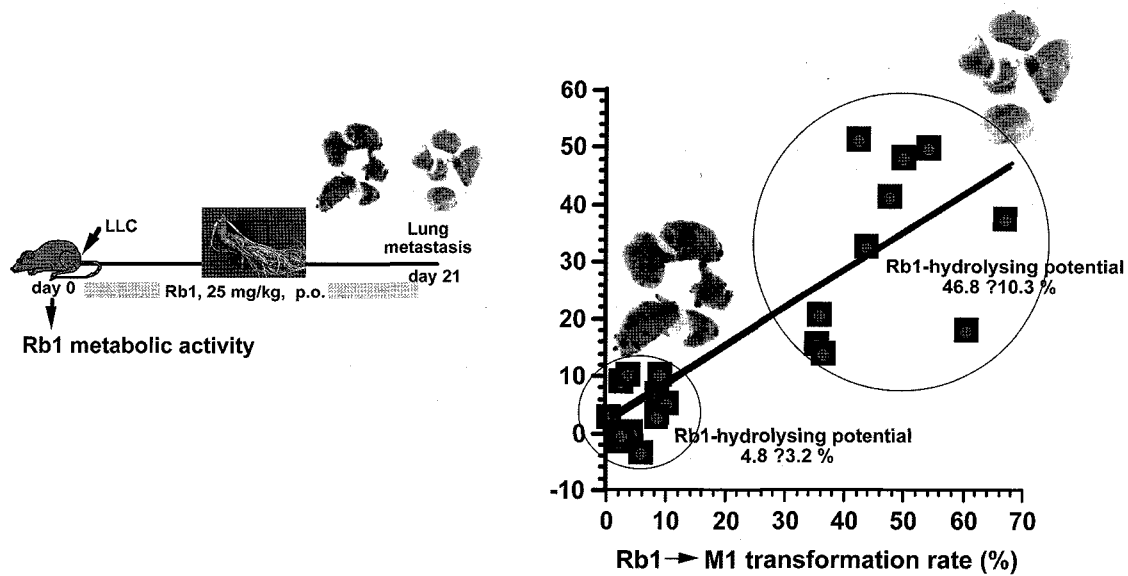 LLC
Lung
metastasis
day 0
Rb1, 25 mg/kg, p.o.
day 21
Rb1 metabolic activity
60
50
40
30
20
10
0
-10
Rb1-hydrolysing potential
46.8 ?10.3 %
Rb1-hydrolysing potential
4.8 ?3.2 %
0 10 20 30 40 50 60 70
Rb1 → M1 transformation rate (%)